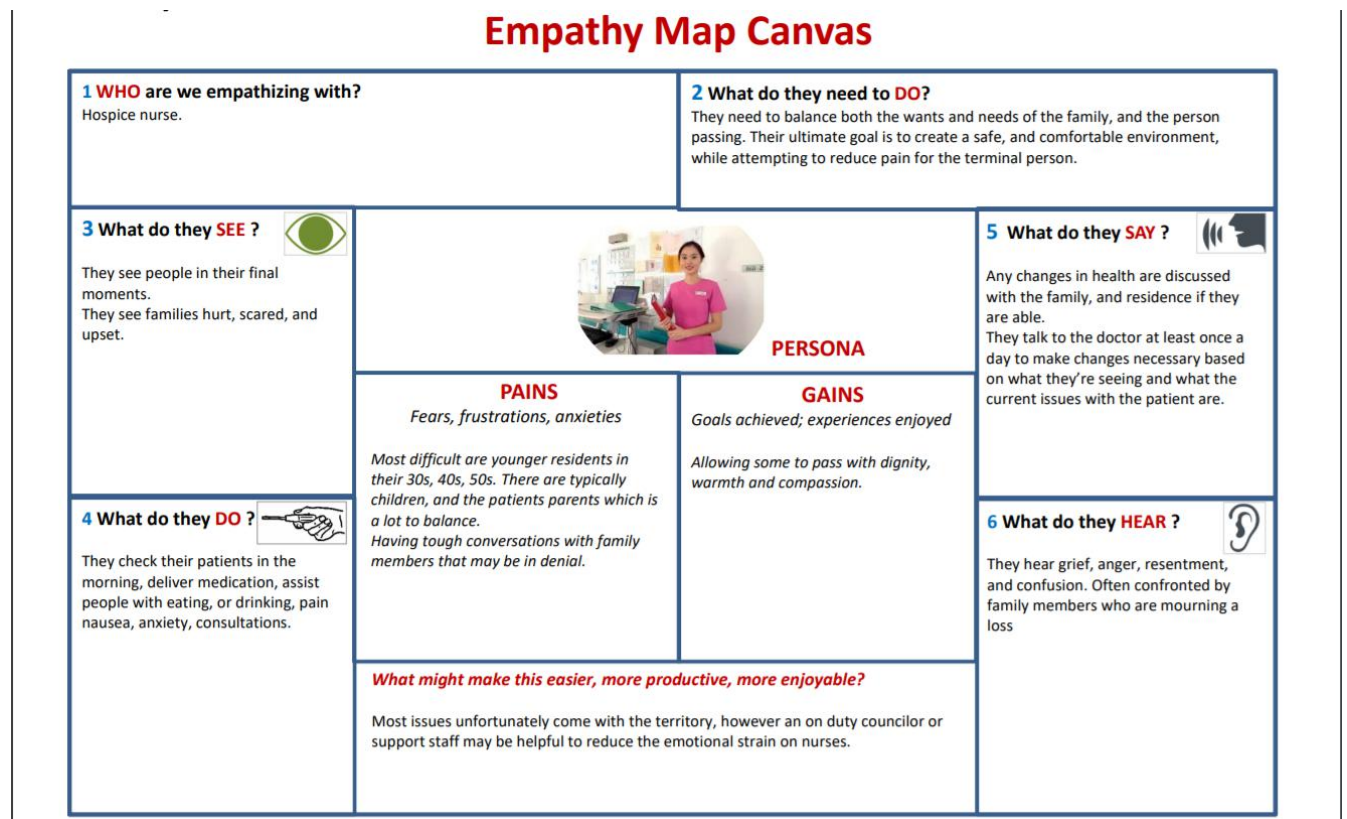 Empathy Map Canvas
1 WHO are we empathizing with?
Hospice nurse.
2 What do they need to DO?
They need to balance both the wants and needs of the family, and the person
passing. Their ultimate goal is to create a safe, and comfortable environment,
while attempting to reduce pain for the terminal person.
3 What do they SEE ?
They see people in their final
moments.
They see families hurt, scared, and
upset.
4 What do they DO ?
They check their patients in the
morning, deliver medication, assist
people with eating, or drinking, pain
nausea, anxiety, consultations.
PERSONA
PAINS
Fears, frustrations, anxieties
Most difficult are younger residents in
their 30s, 40s, 50s. There are typically
children, and the patients parents which is
a lot to balance.
Having tough conversations with family
members that may be in denial.
GAINS
Goals achieved; experiences enjoyed
Allowing some to pass with dignity,
warmth and compassion.
What might make this easier, more productive, more enjoyable?
Most issues unfortunately come with the territory, however an on duty councilor or
support staff may be helpful to reduce the emotional strain on nurses.
5 What do they SAY ?
Any changes in health are discussed
with the family, and residence if they
are able.
They talk to the doctor at least once a
day to make changes necessary based
on what they’re seeing and what the
current issues with the patient are.
6 What do they HEAR ?
They hear grief, anger, resentment,
and confusion. Often confronted by
family members who are mourning a
loss